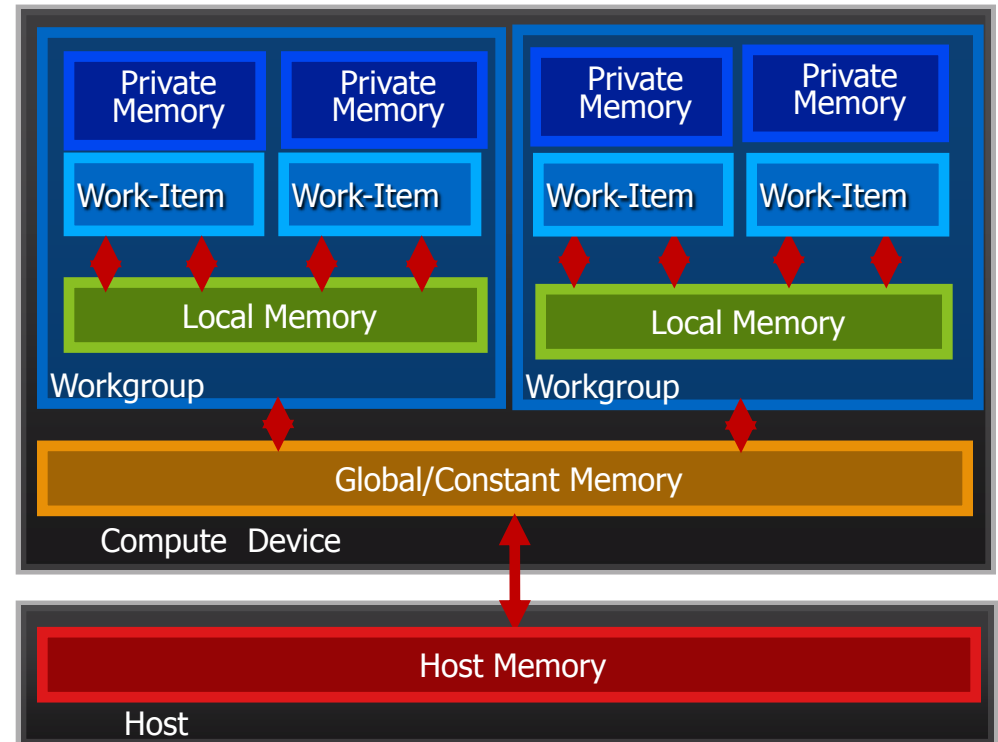 Private
Memory
Private
Memory
Work-Item
Work-Item
Local Memory
Workgroup
Private
Memory
Private
Memory
Work-Item
Work-Item
Local Memory
Workgroup
Global/Constant Memory
Compute Device
Host Memory
Host